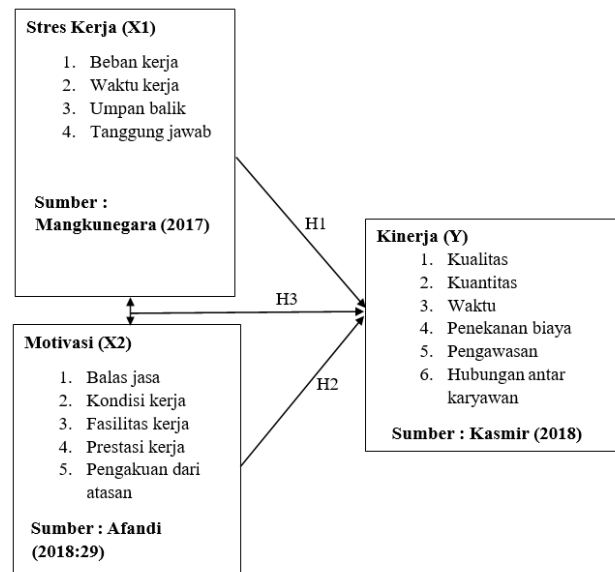 Stres Kerja (X1)
1. Beban kerja
2. Waktu kerja
3. Umpan balik
4. Tanggung jawab
Sumber :
Mangkunegara (2017)
H1
H3
H2
Motivasi (X2)
1. Balas jasa
2. Kondisi kerja
3. Fasilitas kerja
4. Prestasi kerja
5. Pengakuan dari
atasan
Sumber : Afandi
(2018:29)
Kinerja (Y)
1. Kualitas
2. Kuantitas
3. Waktu
4. Penekanan biaya
5. Pengawasan
6. Hubungan antar
karyawan
Sumber : Kasmir (2018)